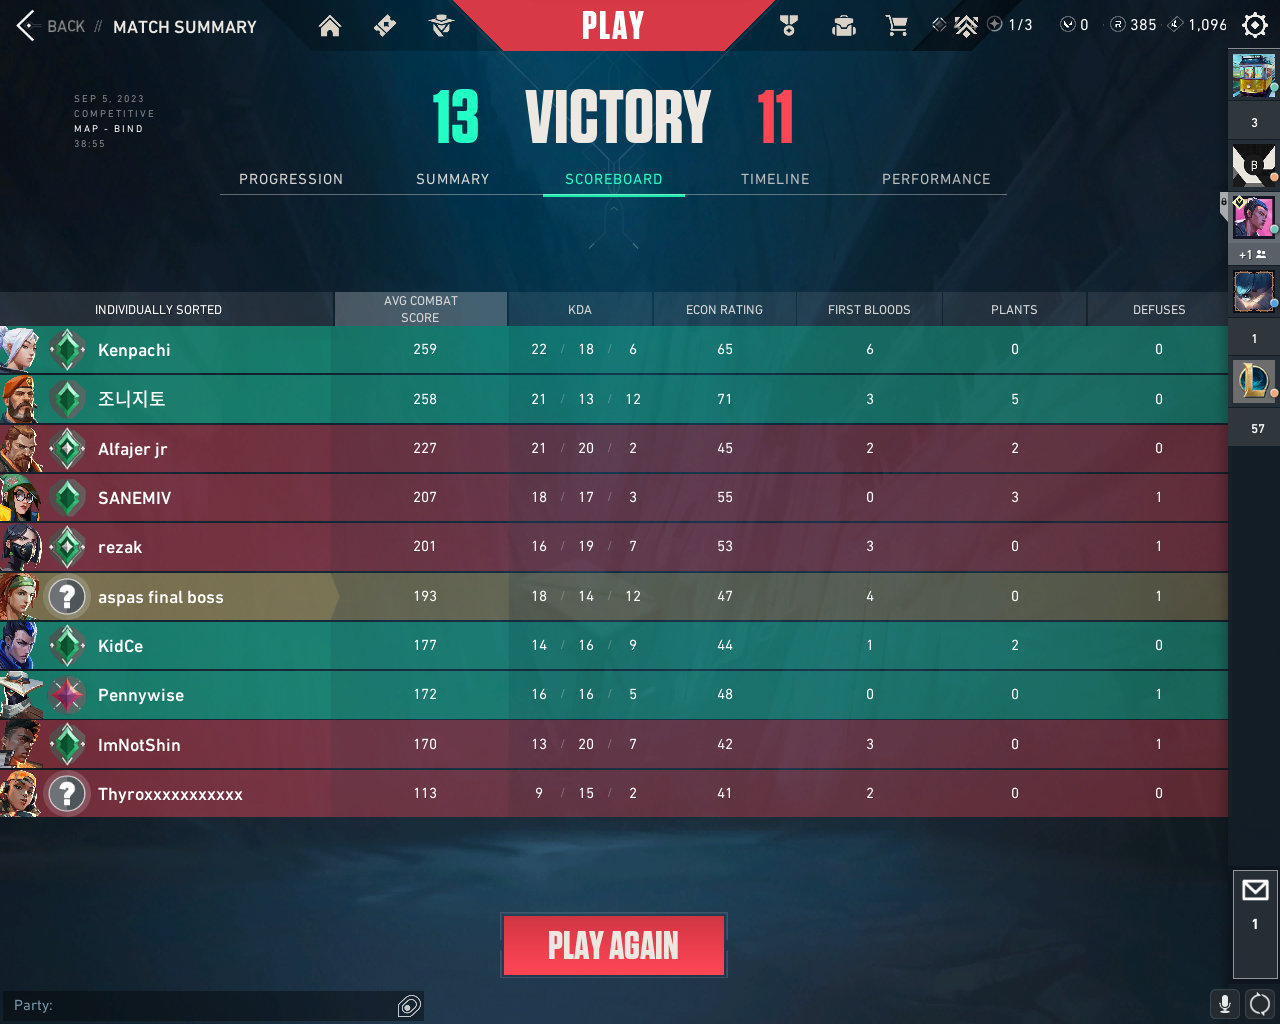 BACK // MATCH SUMMARY
PLAY
1/3 0 385 1,096
SEP 5, 2023
COMPETITIVE
MAP - BIND
38:55
13 VICTORY 11
PROGRESSION SUMMARY SCOREBOARD TIMELINE PERFORMANCE
INDIVIDUALLY SORTED AVG COMBAT SCORE KDA ECON RATING FIRST BLOODS PLANTS DEFUSES
Kenpachi 259 22 / 18 / 6 65 6 0 0
조니지토 258 21 / 13 / 12 71 3 5 0
Alfajer jr 227 21 / 20 / 2 45 2 2 0
SANEMIV 207 18 / 17 / 3 55 0 3 1
rezak 201 16 / 19 / 7 53 3 0 1
? aspas final boss 193 18 / 14 / 12 47 4 0 1
KidCe 177 14 / 16 / 9 44 1 2 0
Pennywise 172 16 / 16 / 5 48 0 0 1
ImNotShin 170 13 / 20 / 7 42 3 0 1
? Thyroxxxxxxxxxxx 113 9 / 15 / 2 41 2 0 0
3
B
+1
1
57
1
PLAY AGAIN
Party: